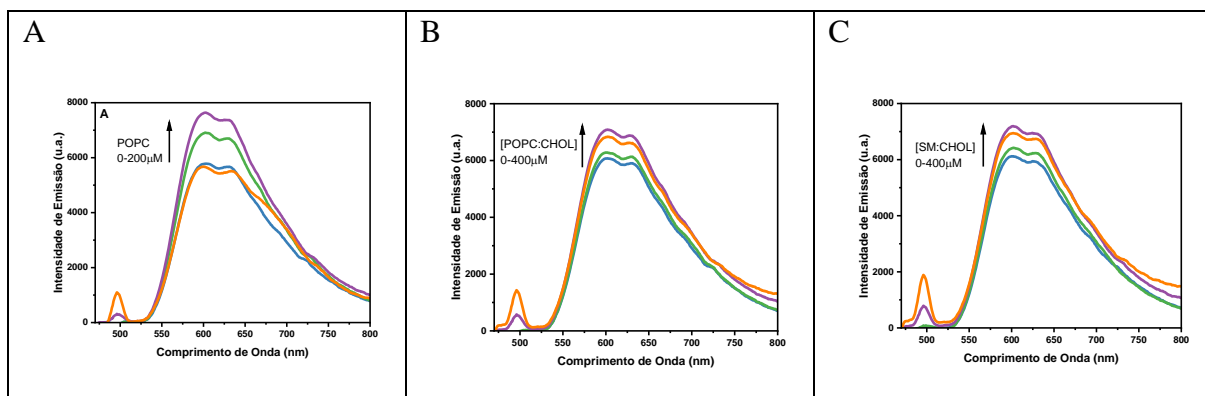 A
A
POPC
0-200µM
8000
6000
4000
2000
0
500 550 600 650 700 750 800
Intensidade de Emissão (u.a.)
Comprimento de Onda (nm)
B
[POPC:CHOL]
0-400µM
8000
6000
4000
2000
0
500 550 600 650 700 750 800
Intensidade de Emissão (u.a.)
Comprimento de Onda (nm)
C
[SM:CHOL]
0-400µM
8000
6000
4000
2000
0
500 550 600 650 700 750 800
Intensidade de Emissão (u.a.)
Comprimento de Onda (nm)